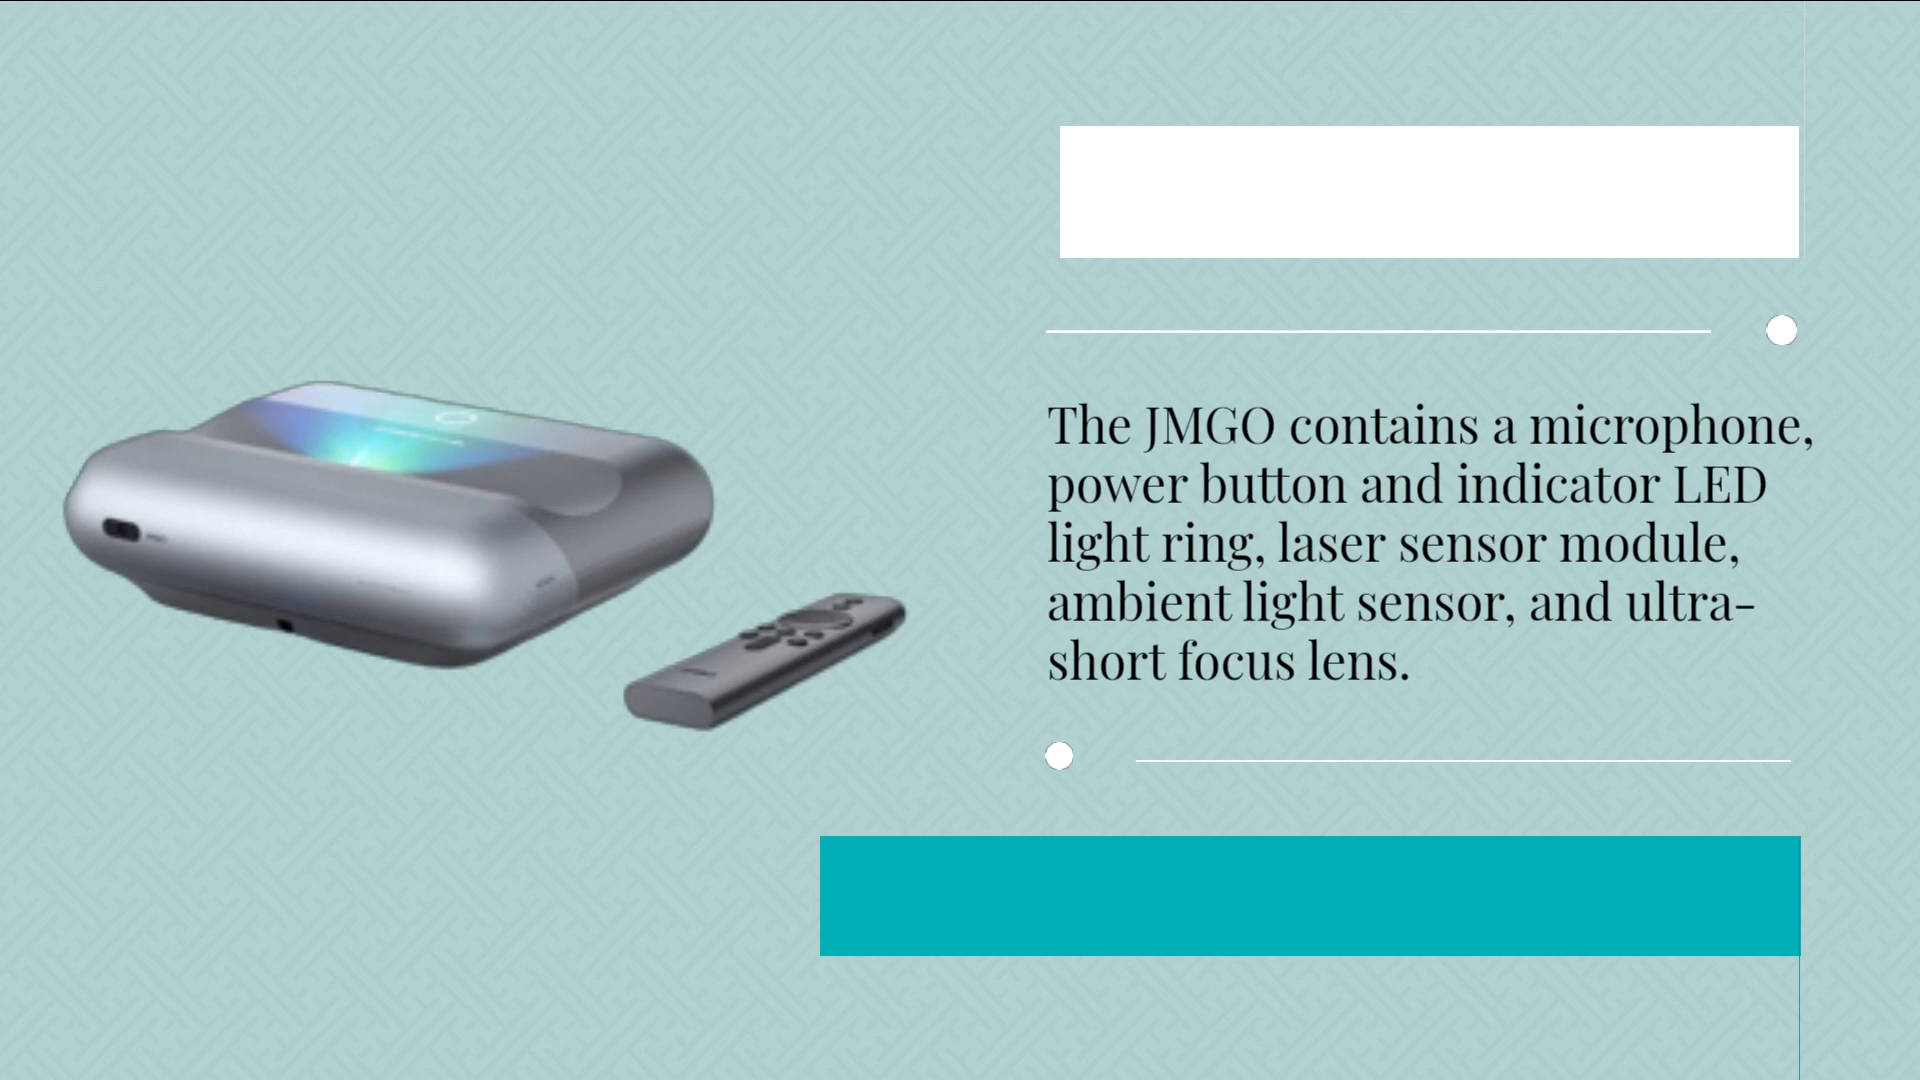 The JMGO contains a microphone,
power button and indicator LED
light ring, laser sensor module,
ambient light sensor, and ultra-
short focus lens.